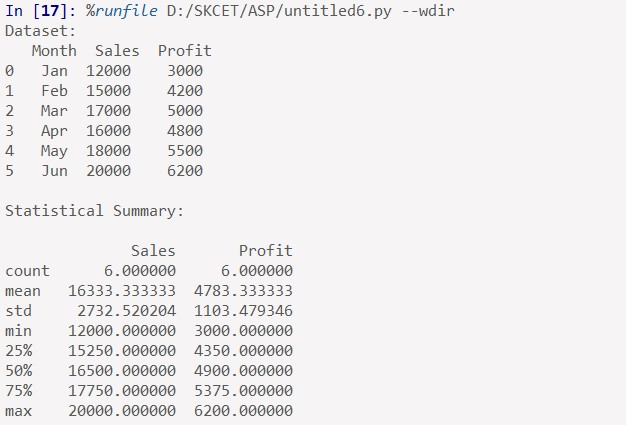 In [17]: %runfile D:/SKCET/ASP/untitled6.py --wdir
Dataset:
   Month  Sales  Profit
0   Jan  12000    3000
1   Feb  15000    4200
2   Mar  17000    5000
3   Apr  16000    4800
4   May  18000    5500
5   Jun  20000    6200

Statistical Summary:

              Sales       Profit
count      6.000000     6.000000
mean   16333.333333  4783.333333
std     2732.520204  1103.479346
min    12000.000000  3000.000000
25%    15250.000000  4350.000000
50%    16500.000000  4900.000000
75%    17750.000000  5375.000000
max    20000.000000  6200.000000